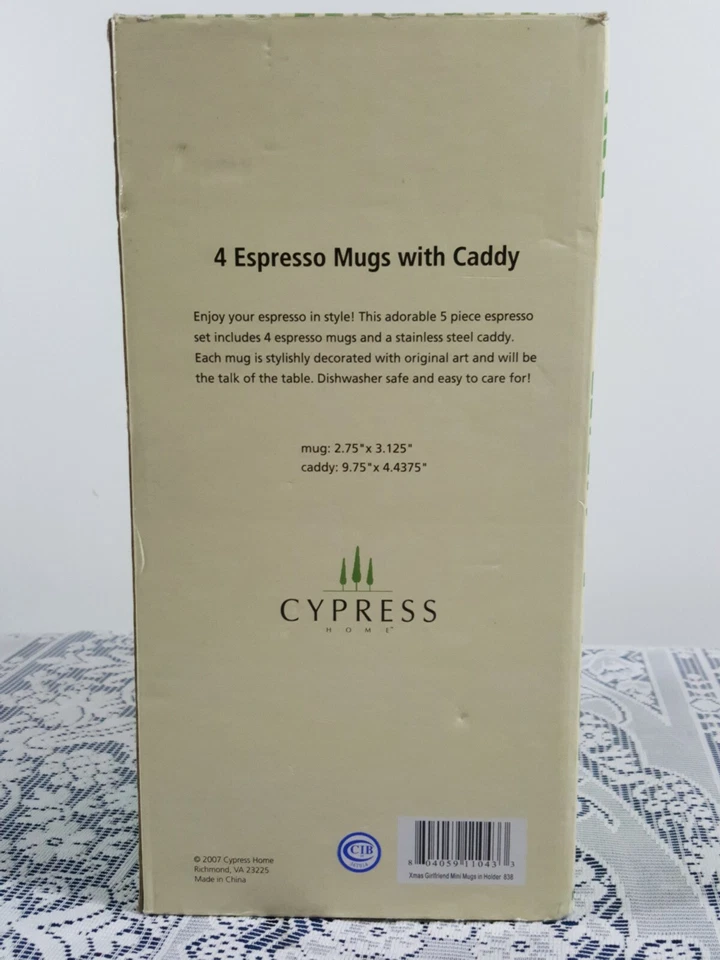 4 Espresso Mugs with Caddy
Enjoy your espresso in style! This adorable 5 piece espresso
set includes 4 espresso mugs and a stainless steel caddy.
Each mug is stylishly decorated with original art and will be
the talk of the table. Dishwasher safe and easy to care for!
mug: 2.75"x 3.125"
caddy: 9.75"x 4.4375"
CYPRESS
HOME
© 2007 Cypress Home
Richmond, VA 23225
Made in China
CIB
8 04059 11043 3
Xmas Girlfriend Mini Mugs in Holder 838